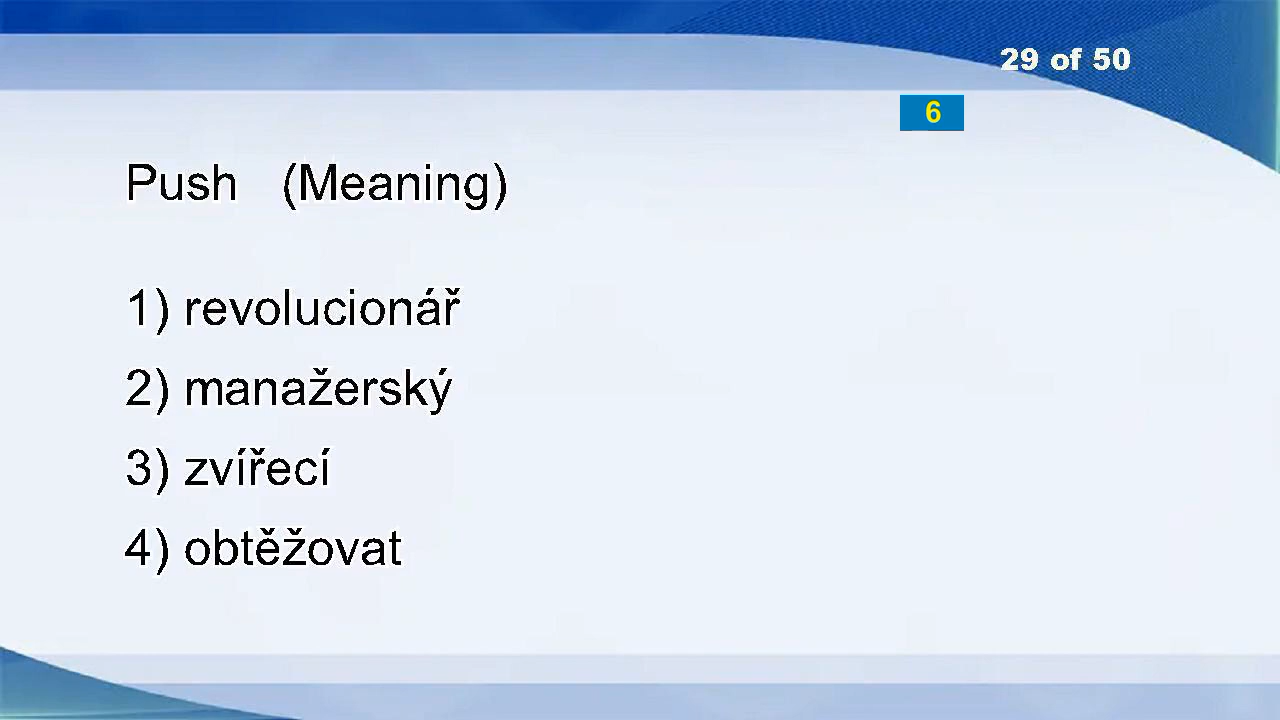 29 of 50
6
Push (Meaning)
1) revolucionář
2) manažerský
3) zvířecí
4) obtěžovat